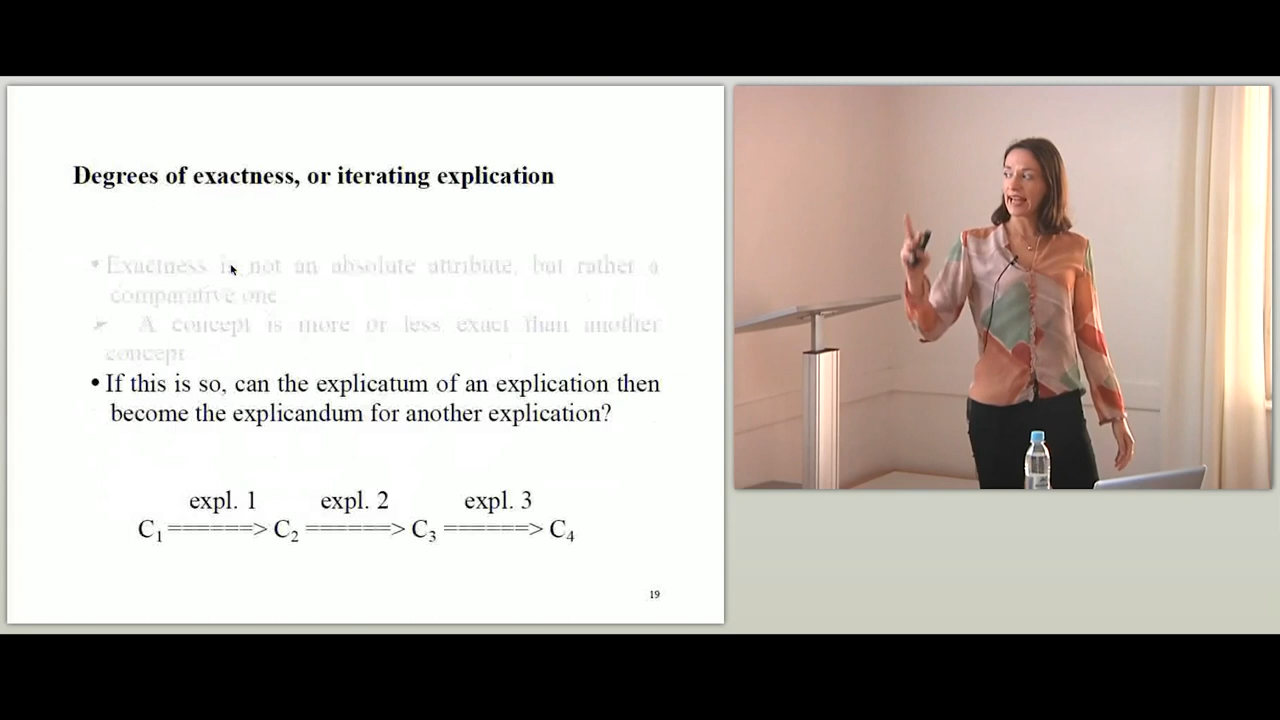 Degrees of exactness, or iterating explication
• Exactness is not an absolute attribute, but rather a
comparative one
➤ A concept is more or less exact than another
concept
• If this is so, can the explicatum of an explication then
become the explicandum for another explication?
expl. 1 expl. 2 expl. 3
C₁ ======> C₂ ======> C₃ ======> C₄
19